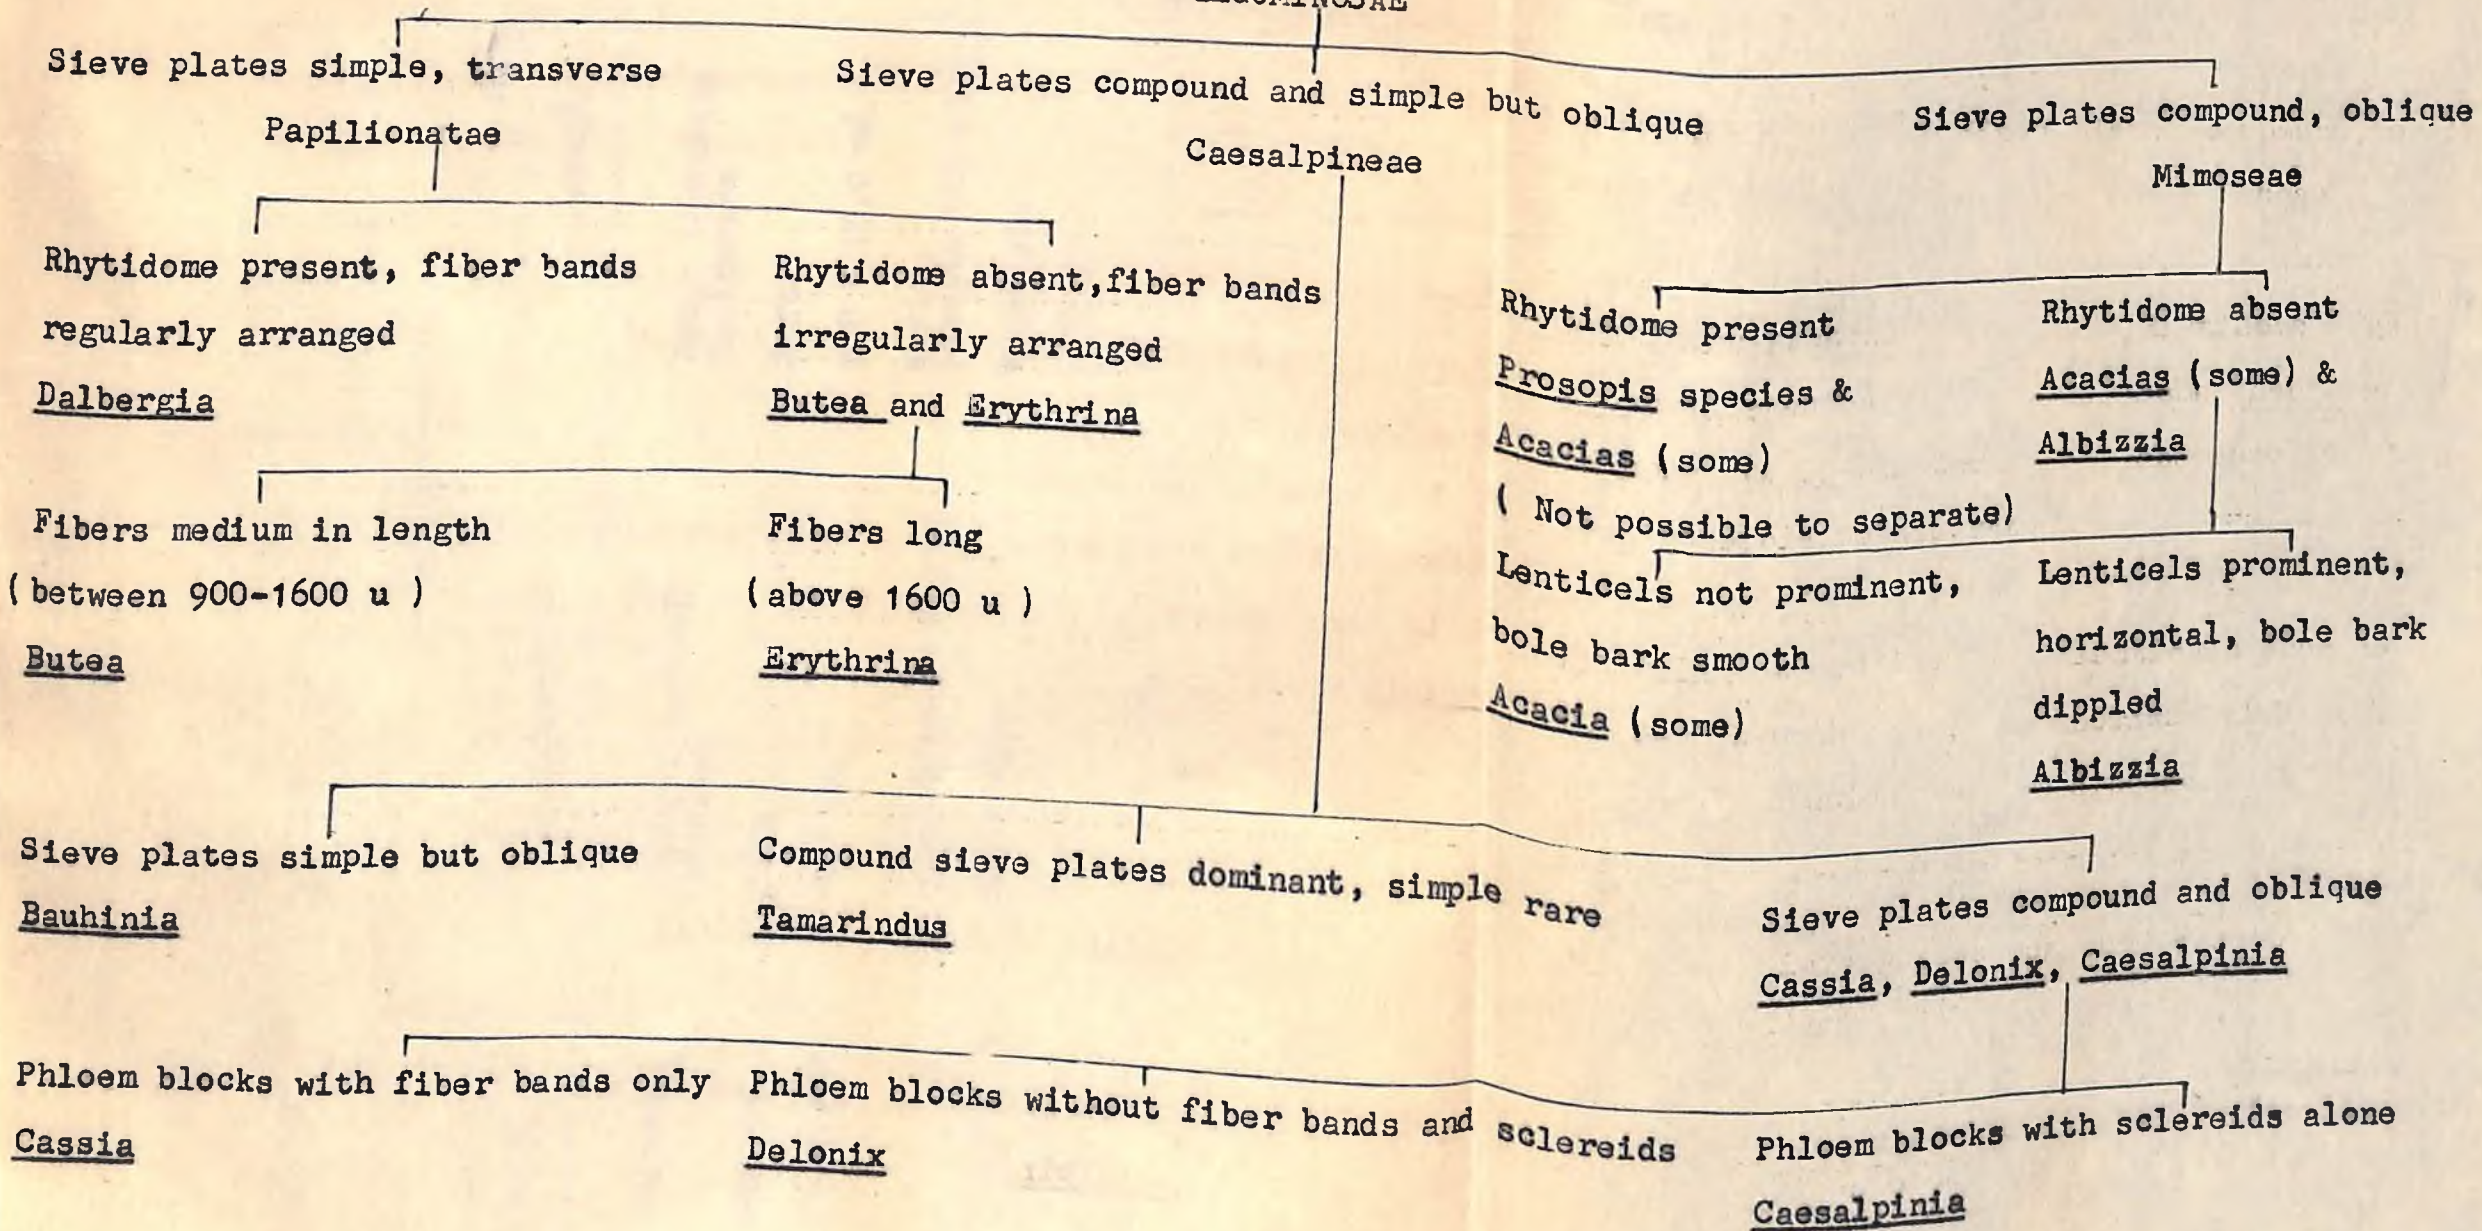 LEGUMINOSAE
Sieve plates simple, transverse
Papilionatae
Sieve plates compound and simple but oblique
Caesalpineae
Sieve plates compound, oblique
Mimoseae
Rhytidome present, fiber bands
regularly arranged
Dalbergia
Rhytidome absent,fiber bands
irregularly arranged
Butea and Erythrina
Rhytidome present
Prosopis species &
Acacias (some)
( Not possible to separate)
Rhytidome absent
Acacias (some) &
Albizzia
Fibers medium in length
(between 900-1600 u )
Butea
Fibers long
(above 1600 u )
Erythrina
Lenticels not prominent,
bole bark smooth
Acacia (some)
Lenticels prominent,
horizontal, bole bark
dippled
Albizzia
Sieve plates simple but oblique
Bauhinia
Compound sieve plates dominant, simple rare
Tamarindus
Sieve plates compound and oblique
Cassia, Delonix, Caesalpinia
Phloem blocks with fiber bands only
Cassia
Phloem blocks without fiber bands and sclereids
Delonix
Phloem blocks with sclereids alone
Caesalpinia